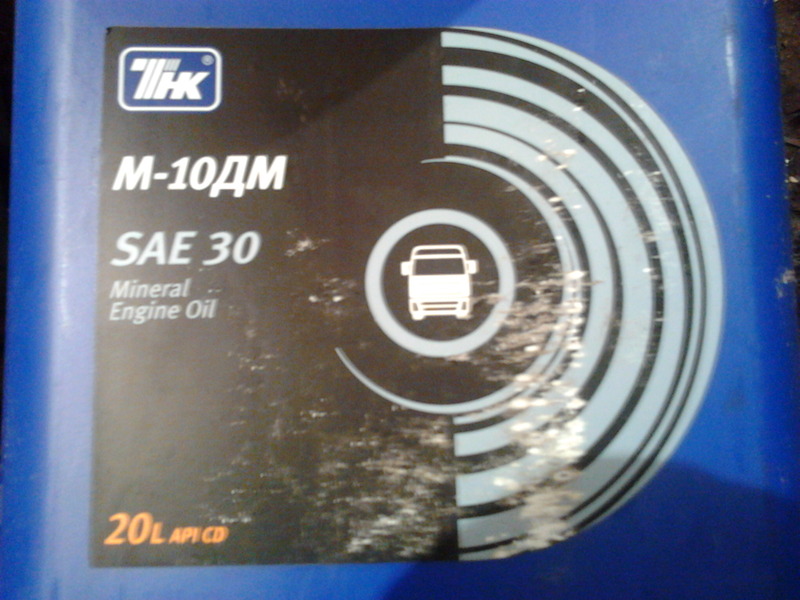 ТНК®
М-10ДМ
SAE 30
Mineral
Engine Oil
20L API CD